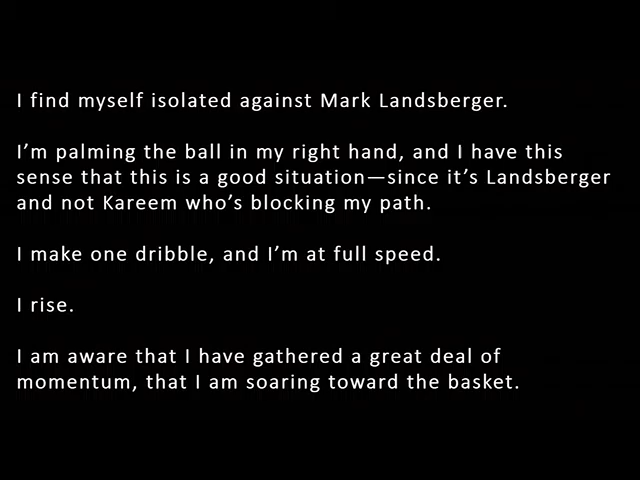 I find myself isolated against Mark Landsberger.
I’m palming the ball in my right hand, and I have this
sense that this is a good situation—since it’s Landsberger
and not Kareem who’s blocking my path.
I make one dribble, and I’m at full speed.
I rise.
I am aware that I have gathered a great deal of
momentum, that I am soaring toward the basket.